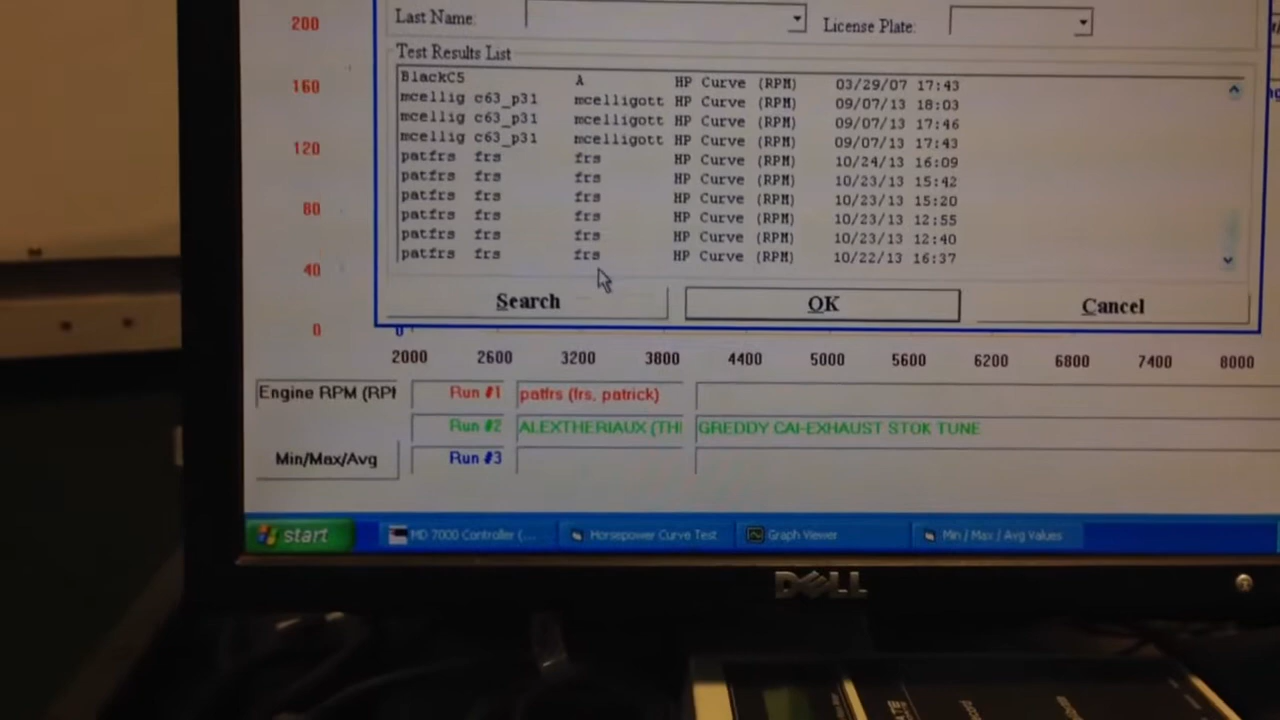 200
Last Name:
License Plate:
Test Results List
160
BlackC5 A HP Curve (RPM) 03/29/07 17:43
mcellig c63_p31 mcelligott HP Curve (RPM) 09/07/13 18:03
mcellig c63_p31 mcelligott HP Curve (RPM) 09/07/13 17:46
mcellig c63_p31 mcelligott HP Curve (RPM) 09/07/13 17:43
120
patfrs frs frs HP Curve (RPM) 10/24/13 16:09
patfrs frs frs HP Curve (RPM) 10/23/13 15:42
patfrs frs frs HP Curve (RPM) 10/23/13 15:20
80
patfrs frs frs HP Curve (RPM) 10/23/13 12:55
patfrs frs frs HP Curve (RPM) 10/23/13 12:40
patfrs frs frs HP Curve (RPM) 10/22/13 16:37
40
Search OK Cancel
0 0
2000 2600 3200 3800 4400 5000 5600 6200 6800 7400 8000
Engine RPM (RPM Run #1 patfrs (frs, patrick)
Run #2 ALEXTHERIAUX (THI GREDDY CAI-EXHAUST STOK TUNE
Min/Max/Avg Run #3
start MD 7000 Controller (... Horsepower Curve Test Graph Viewer Min / Max / Avg Values
DELL